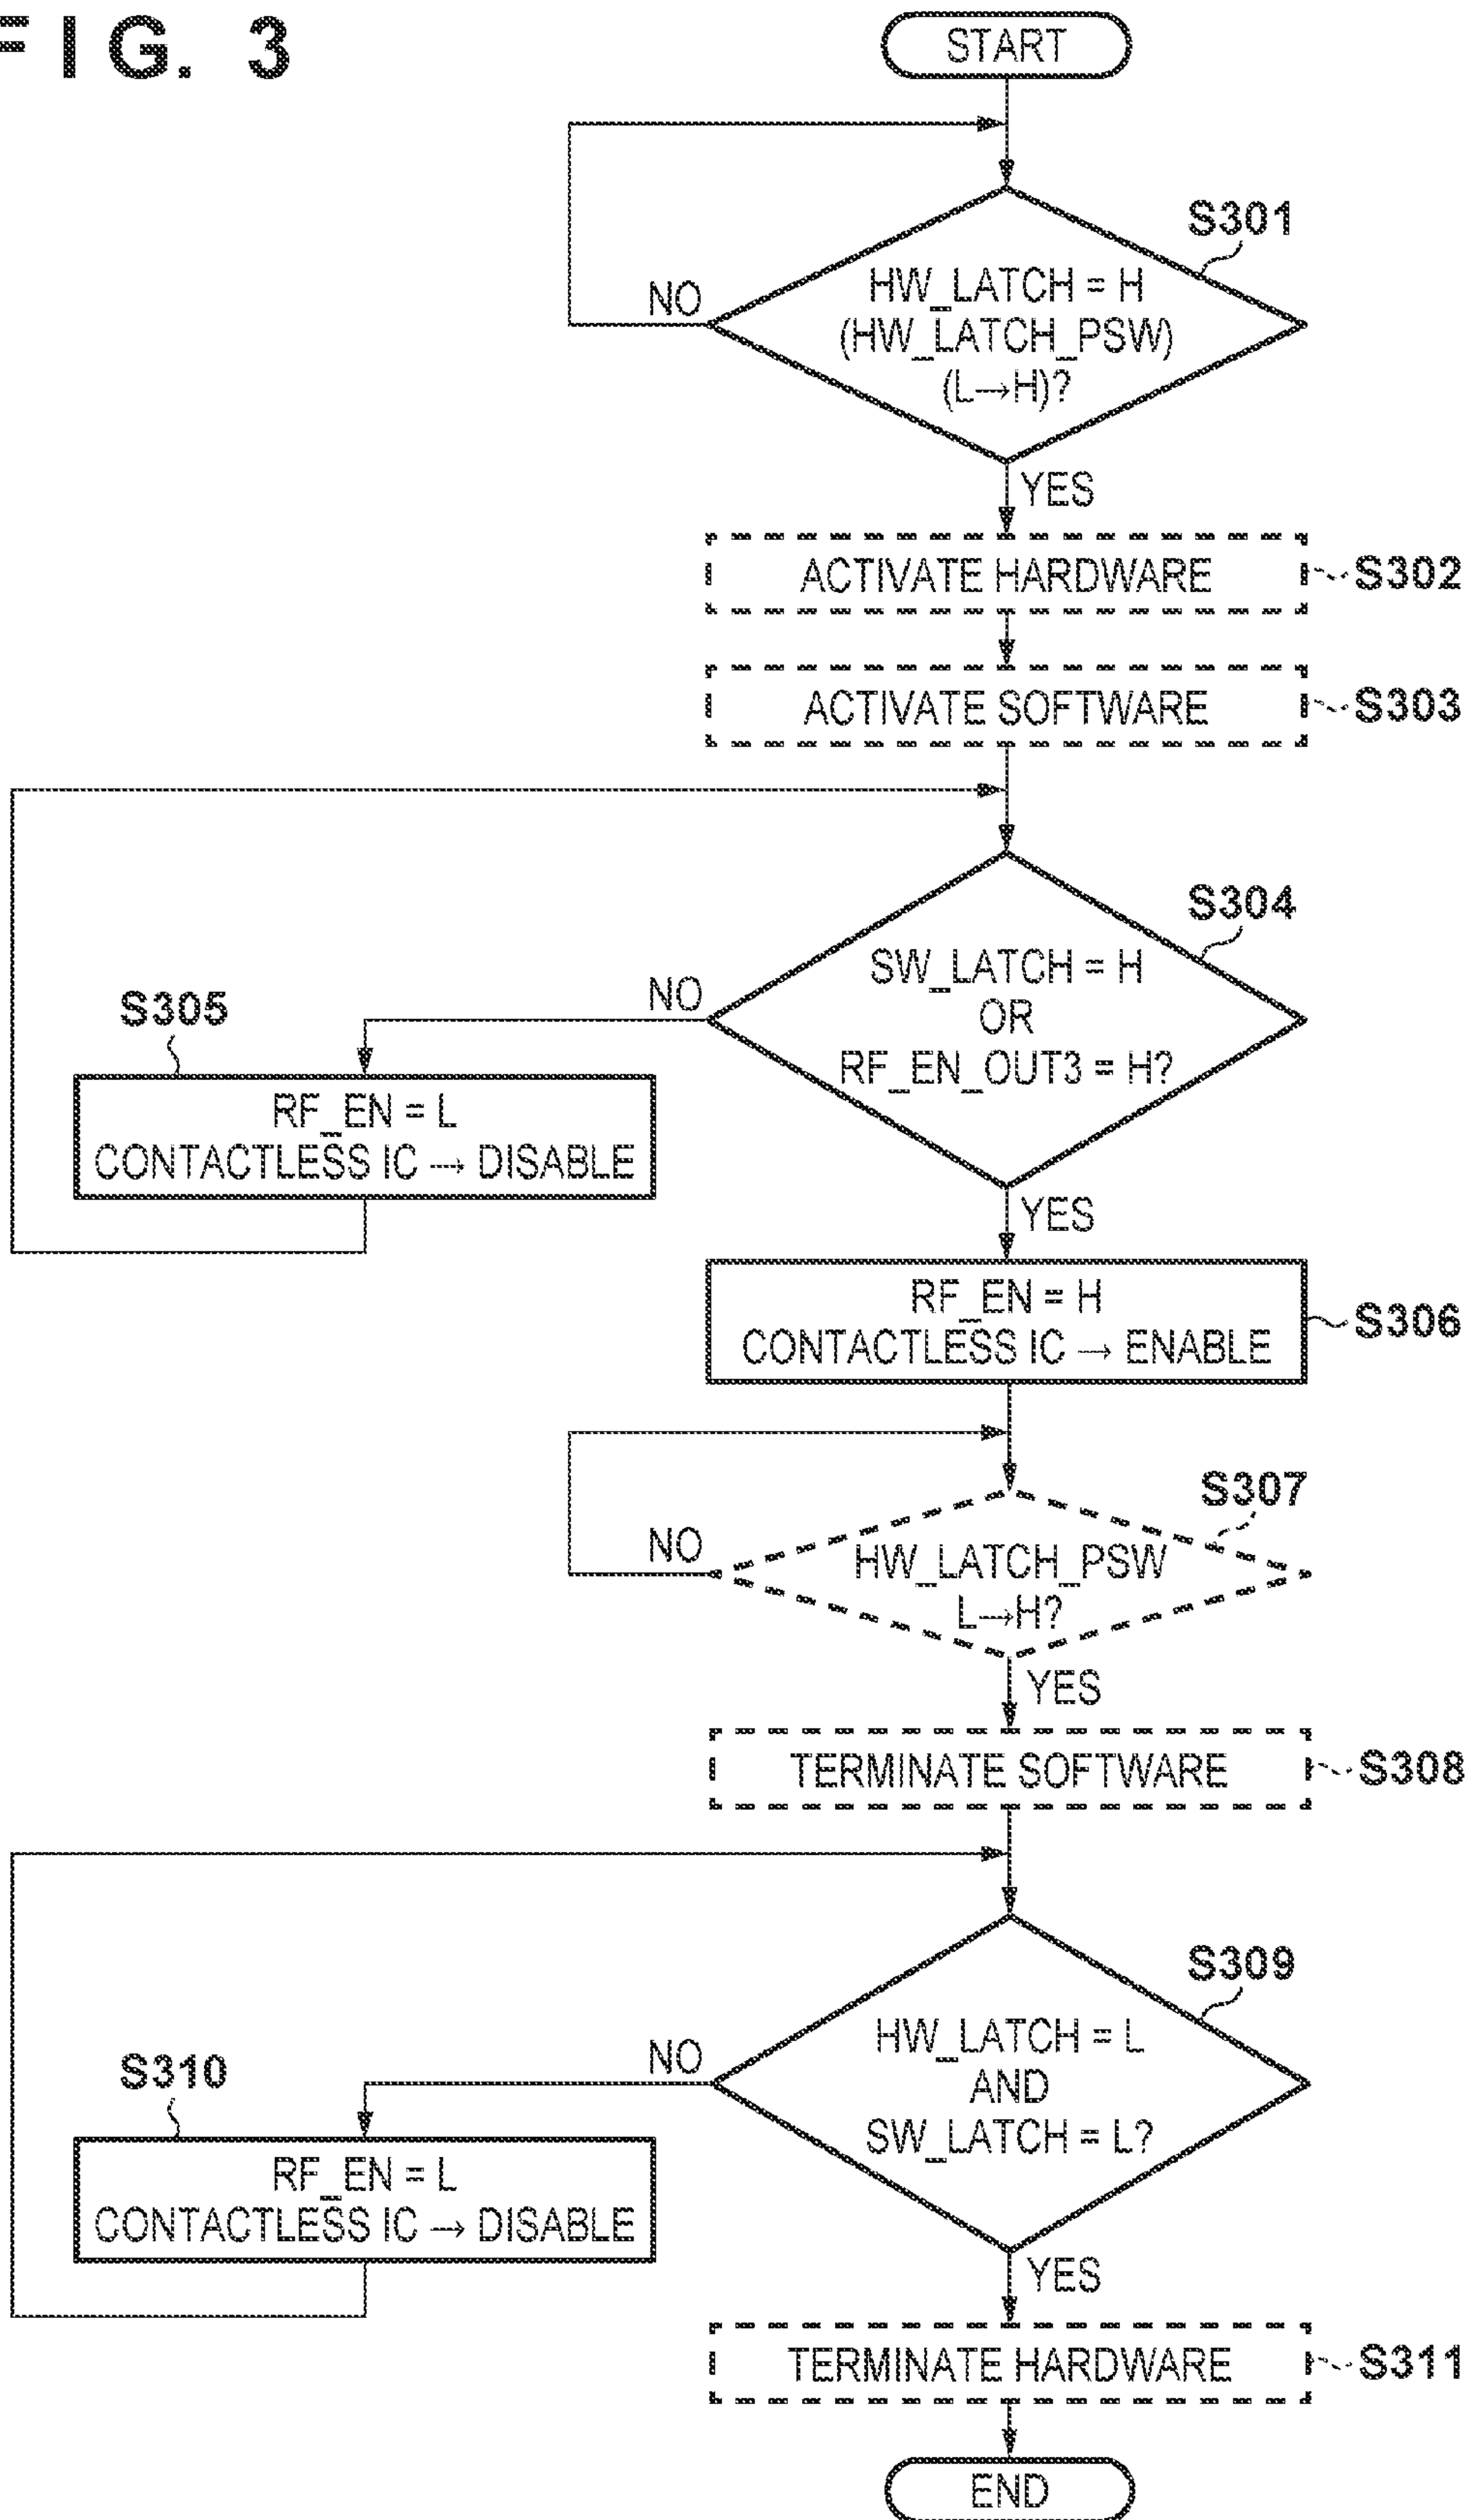 FIG. 3
START
S301
NO
HW_LATCH = H
(HW_LATCH_PSW)
(L→H)?
YES
ACTIVATE HARDWARE
S302
ACTIVATE SOFTWARE
S303
S304
NO
SW_LATCH = H
OR
RF_EN_OUT3 = H?
S305
RF_EN = L
CONTACTLESS IC → DISABLE
YES
RF_EN = H
CONTACTLESS IC → ENABLE
S306
S307
NO
HW_LATCH_PSW
L→H?
YES
TERMINATE SOFTWARE
S308
S309
NO
HW_LATCH = L
AND
SW_LATCH = L?
S310
RF_EN = L
CONTACTLESS IC → DISABLE
YES
TERMINATE HARDWARE
S311
END